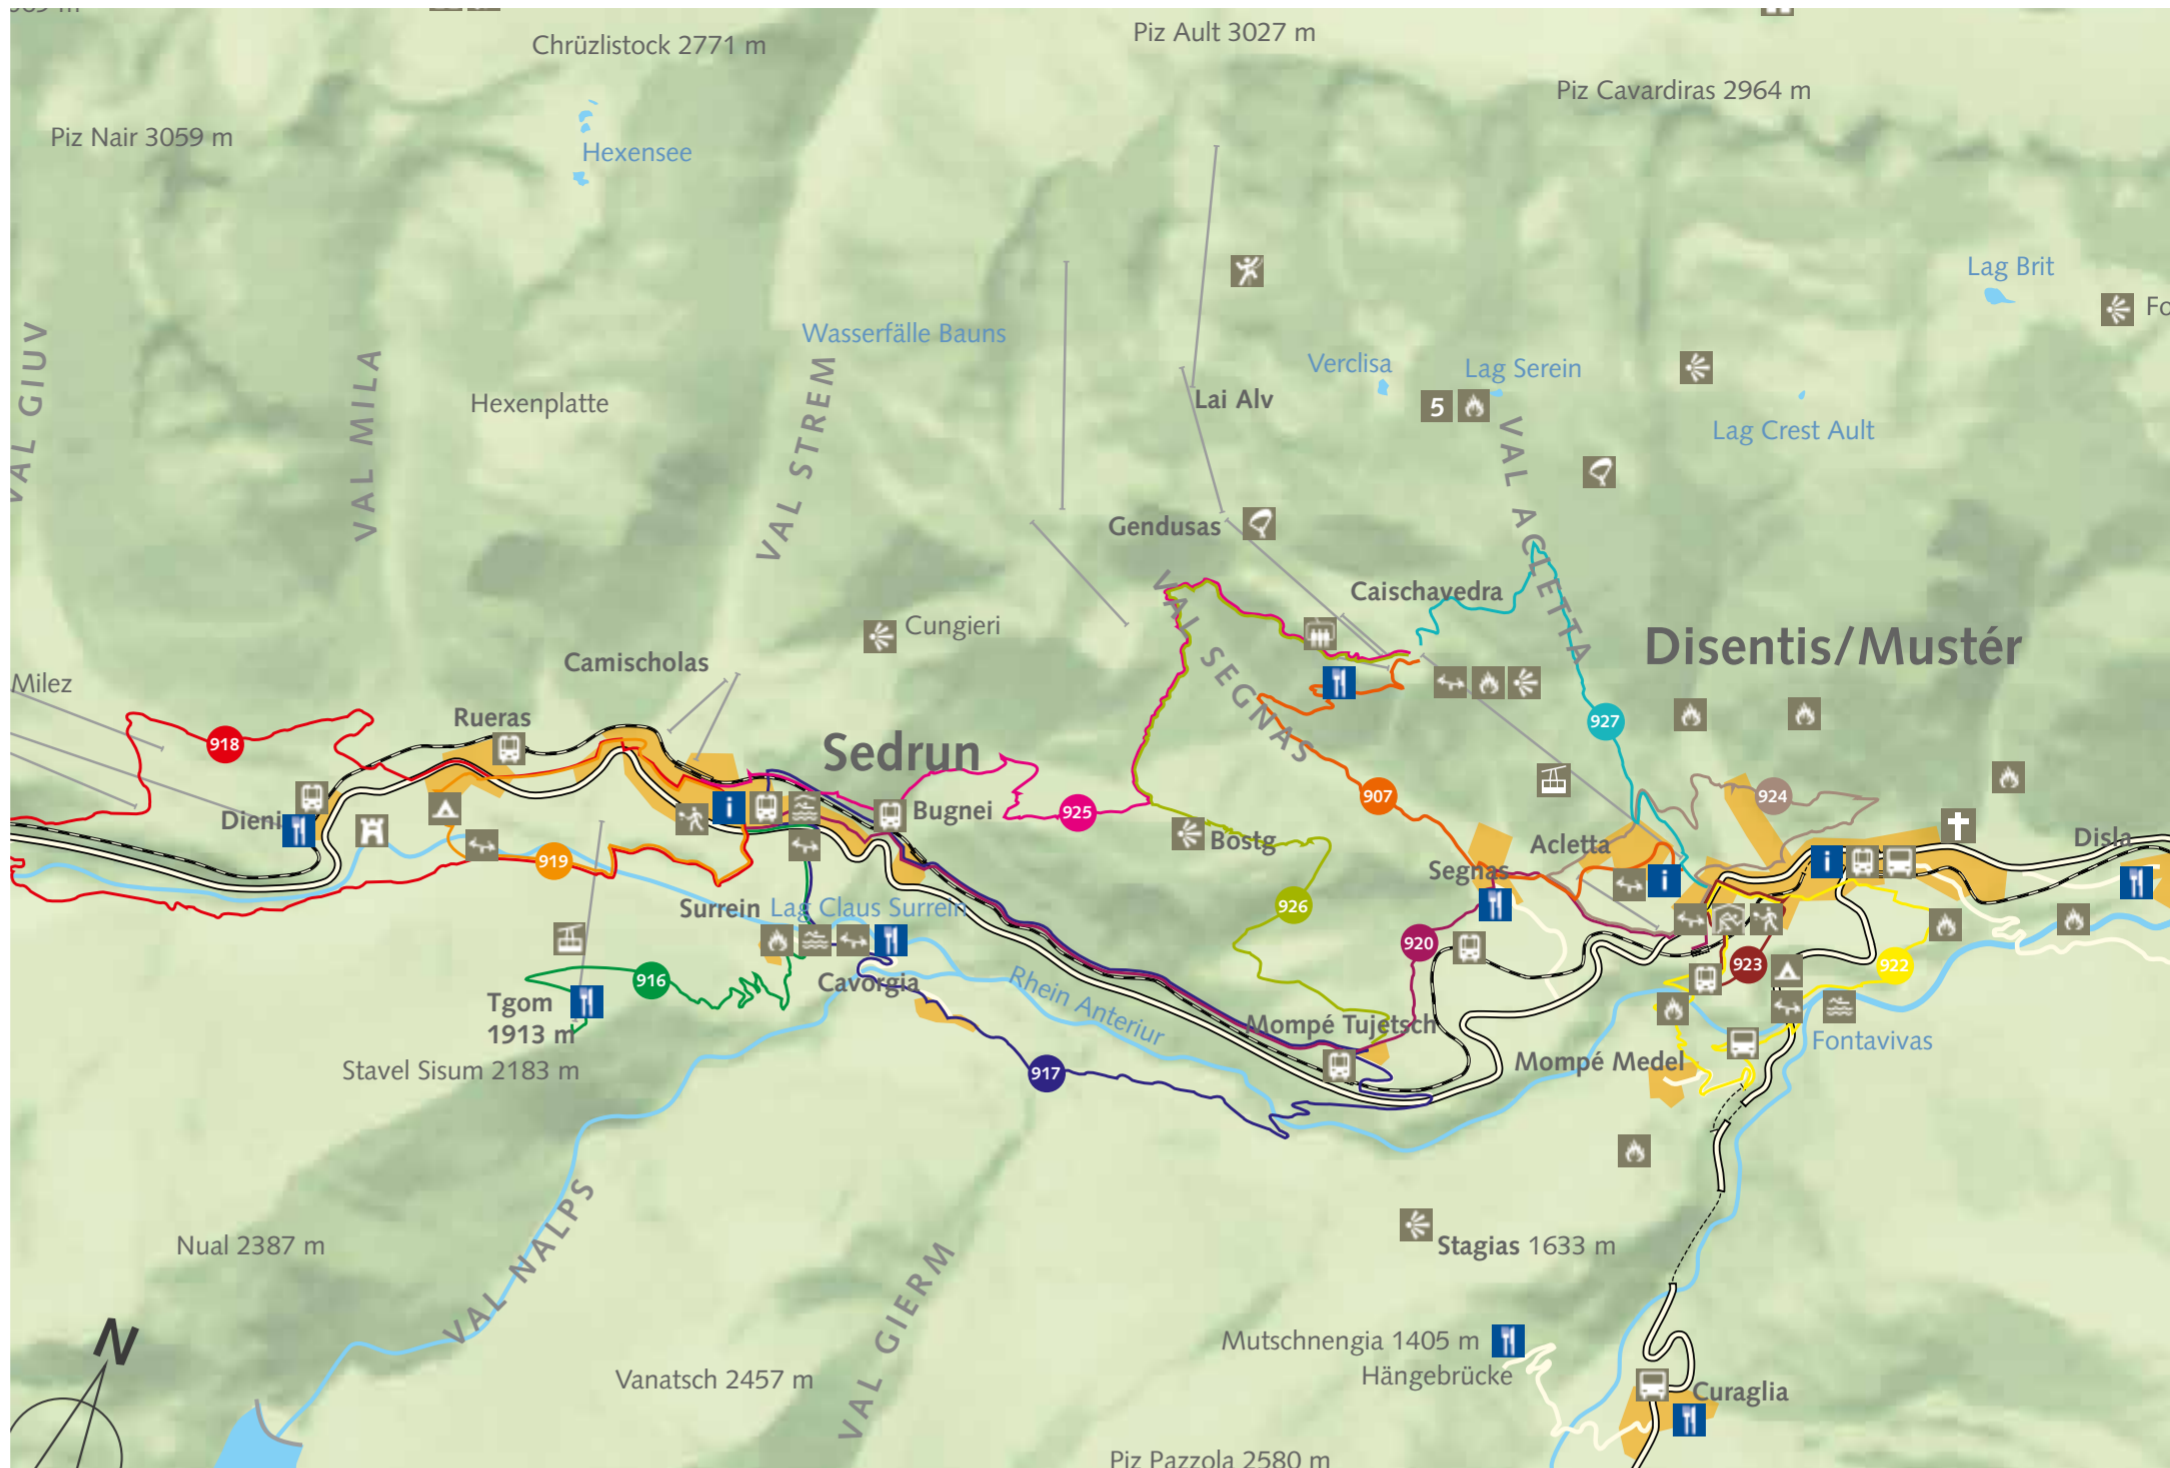 Chrüzlistock 2771 m
Piz Ault 3027 m
Piz Cavardiras 2964 m
Piz Nair 3059 m
Hexensee
Lag Brit
Wasserfälle Bauns
Verclisa
Lag Serein
VAL GIUV
VAL MILA
Hexenplatte
VAL STREM
Lai Alv
5
VAL ACLETTA
Lag Crest Ault
Gendusas
Caischavedra
Cungieri
VAL SEGNAS
Disentis/Mustér
Camischolas
Milez
Rueras
918
Sedrun
927
907
924
Dieni
i
Bugnei
925
Bostg
Acletta
Disla
919
Segnas
i
i
Surrein
Lag Claus Surrein
926
920
923
922
916
Cavorgia
Tgom
1913 m
Rhein Anteriur
Mompé Tujetsch
Fontavivas
Stavel Sisum 2183 m
917
Mompé Medel
Nual 2387 m
VAL NALPS
VAL GIERM
Stagias 1633 m
N
Mutschnengia 1405 m
Hängebrücke
Vanatsch 2457 m
Curaglia
Piz Pazzola 2580 m